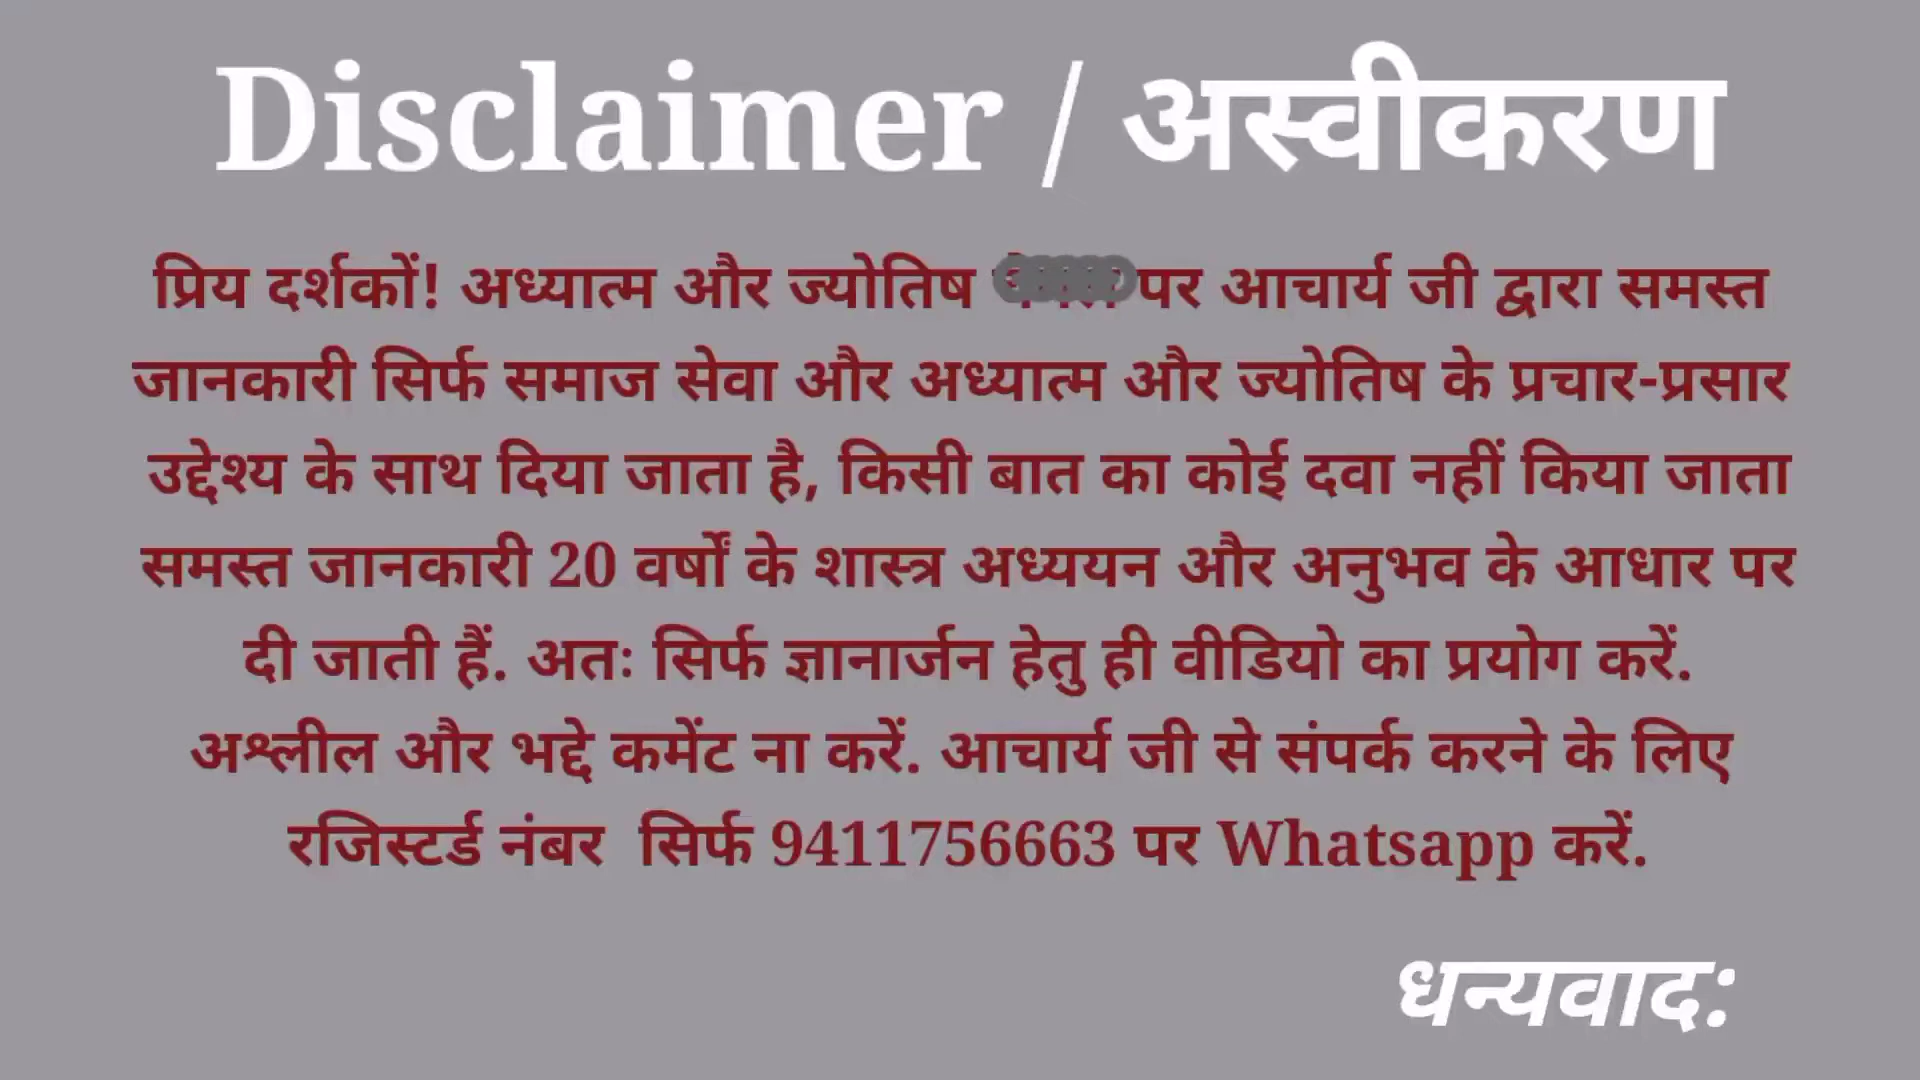 Disclaimer / अस्वीकरण
प्रिय दर्शकों! अध्यात्म और ज्योतिष पर आचार्य जी द्वारा समस्त
जानकारी सिर्फ समाज सेवा और अध्यात्म और ज्योतिष के प्रचार-प्रसार
उद्देश्य के साथ दिया जाता है, किसी बात का कोई दवा नहीं किया जाता
समस्त जानकारी 20 वर्षों के शास्त्र अध्ययन और अनुभव के आधार पर
दी जाती हैं. अतः सिर्फ ज्ञानार्जन हेतु ही वीडियो का प्रयोग करें.
अश्लील और भद्दे कमेंट ना करें. आचार्य जी से संपर्क करने के लिए
रजिस्टर्ड नंबर सिर्फ 9411756663 पर Whatsapp करें.
धन्यवाद: